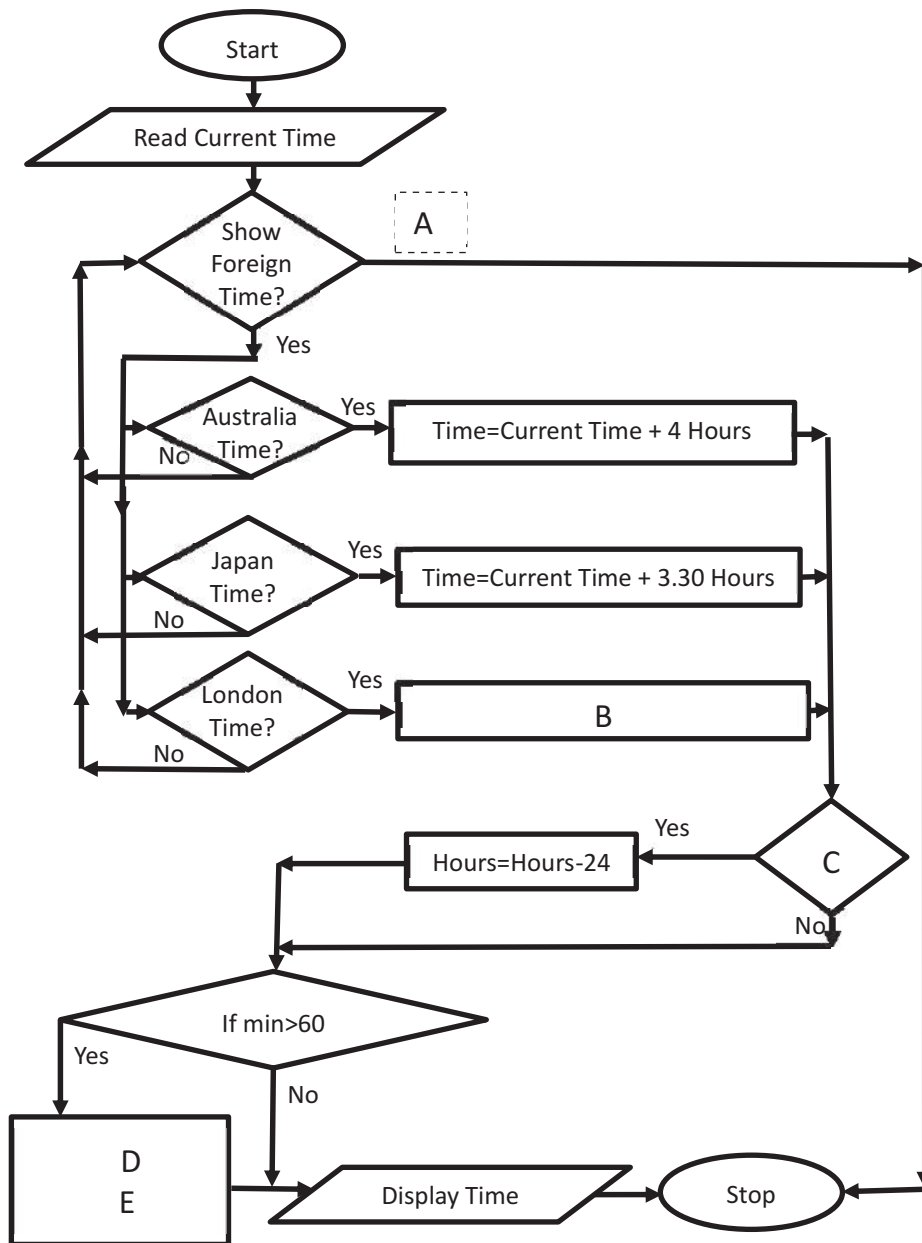 Start
Read Current Time
Show
Foreign
Time?
A
Yes
Australia
Time?
Yes
Time=Current Time + 4 Hours
No
Japan
Time?
Yes
Time=Current Time + 3.30 Hours
No
London
Time?
Yes
B
No
C
Yes
Hours=Hours-24
No
If min>60
Yes
No
D
E
Display Time
Stop